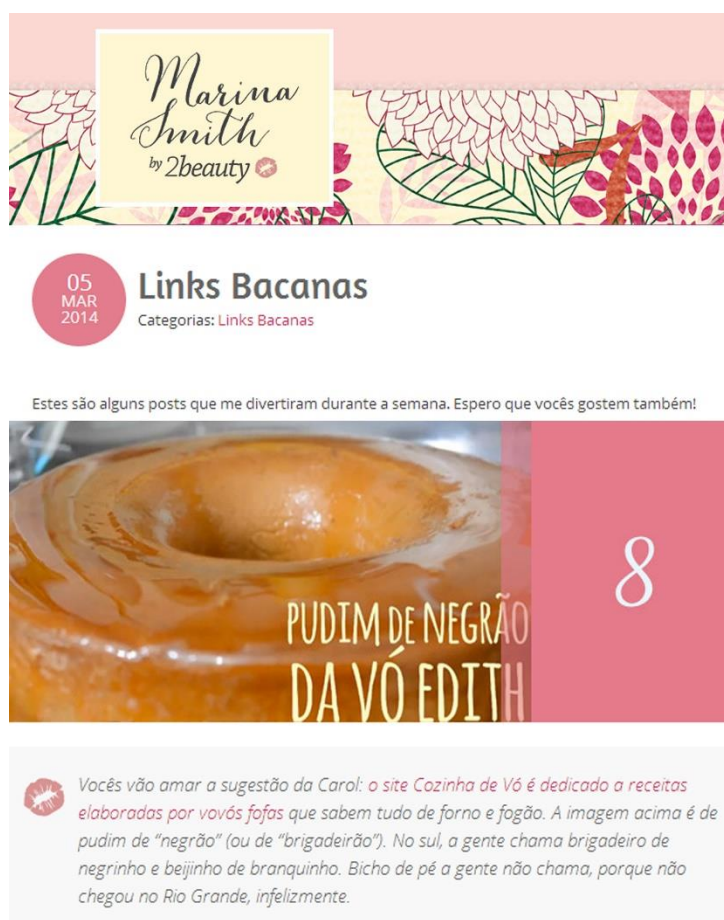 Marina
Smith
by 2beauty
05
MAR
2014
Links Bacanas
Categorias: Links Bacanas
Estes são alguns posts que me divertiram durante a semana. Espero que vocês gostem também!
PUDIM DE NEGRÃO
DA VÓ EDITH
8
Vocês vão amar a sugestão da Carol: o site Cozinha de Vó é dedicado a receitas
elaboradas por vovós fofas que sabem tudo de forno e fogão. A imagem acima é de
pudim de “negrão” (ou de “brigadeirão”). No sul, a gente chama brigadeiro de
negrinho e beijinho de branquinho. Bicho de pé a gente não chama, porque não
chegou no Rio Grande, infelizmente.